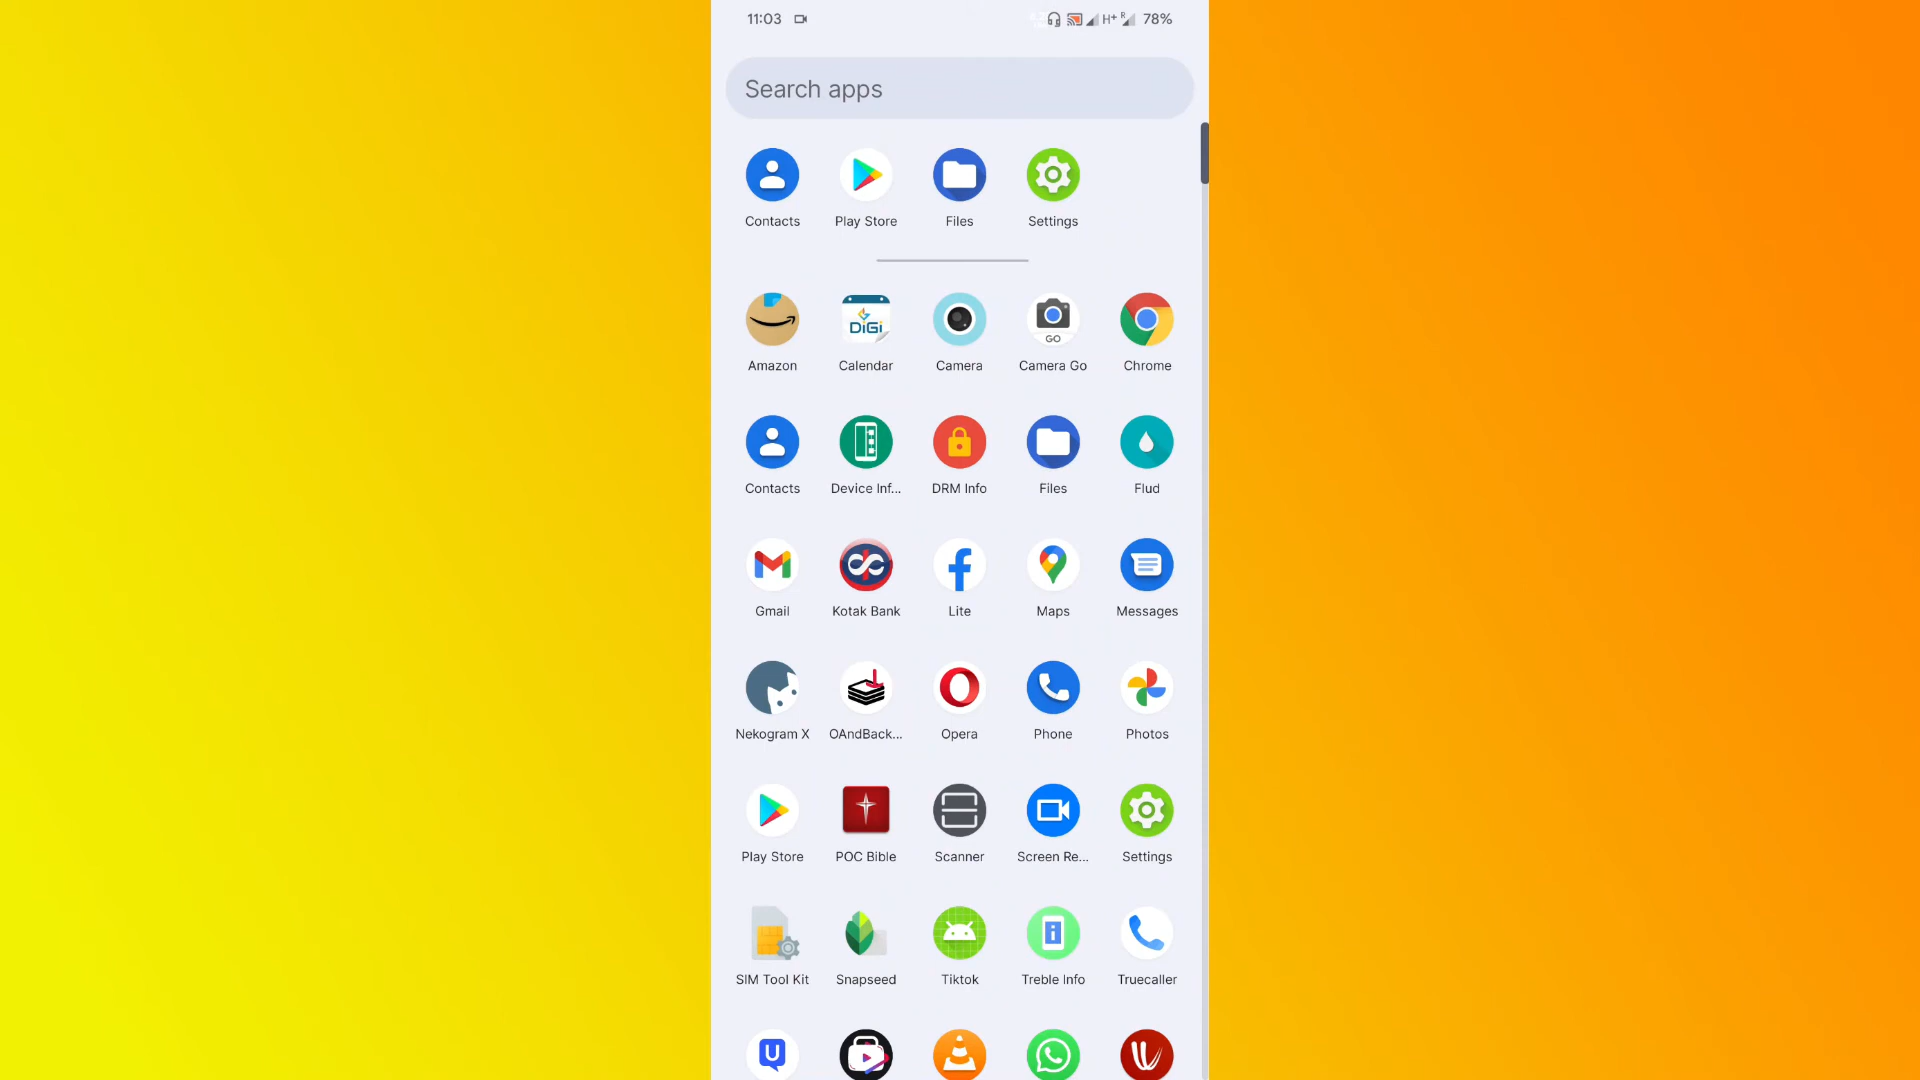 11:03 H+ R 78%
Search apps
Contacts Play Store Files Settings
DiGi
GO
Amazon Calendar Camera Camera Go Chrome
Contacts Device Inf... DRM Info Files Flud
Gmail Kotak Bank Lite Maps Messages
Nekogram X OAndBack... Opera Phone Photos
Play Store POC Bible Scanner Screen Re... Settings
SIM Tool Kit Snapseed Tiktok Treble Info Truecaller